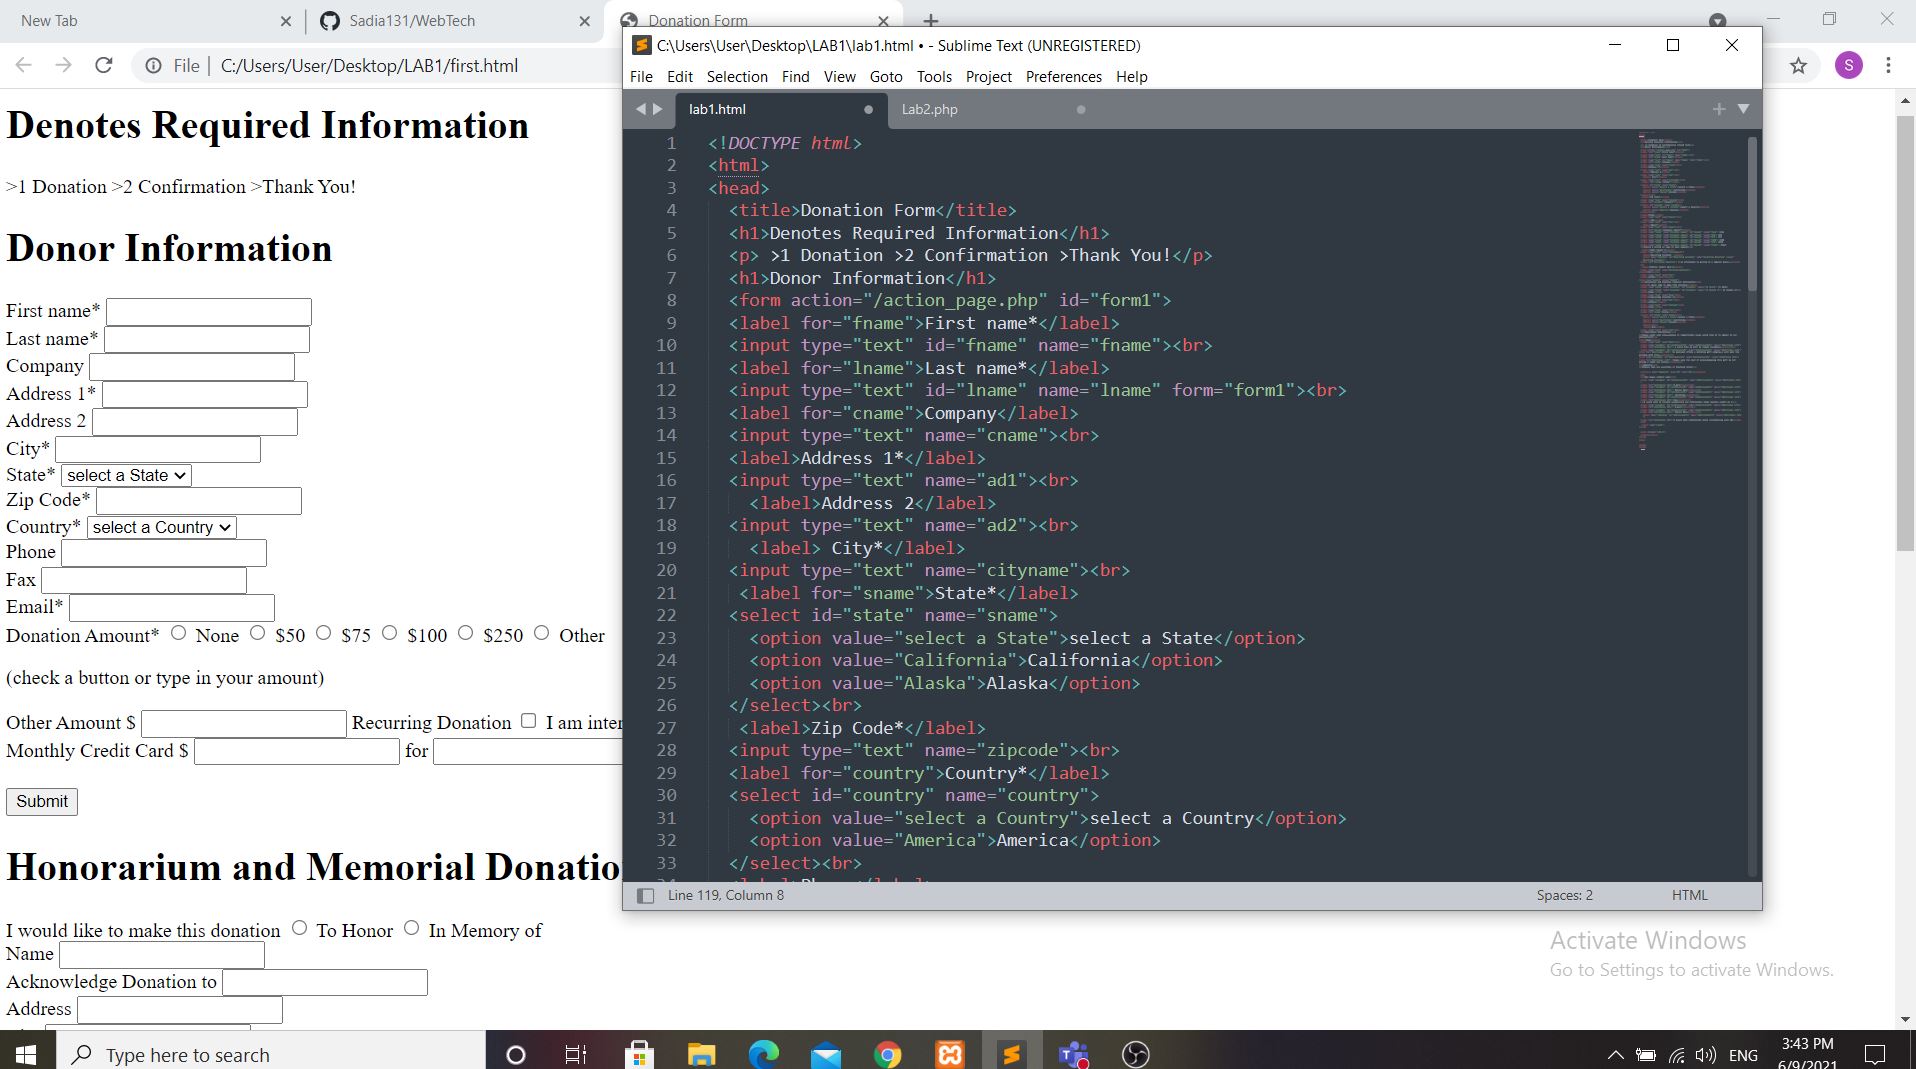 New Tab
Sadia131/WebTech
Donation Form
File
C:/Users/User/Desktop/LAB1/first.html
S
Denotes Required Information
>1 Donation >2 Confirmation >Thank You!
Donor Information
First name*
Last name*
Company
Address 1*
Address 2
City*
State* select a State
Zip Code*
Country* select a Country
Phone
Fax
Email*
Donation Amount* None $50 $75 $100 $250 Other
(check a button or type in your amount)
Other Amount $ Recurring Donation I am inter
Monthly Credit Card $ for
Submit
Honorarium and Memorial Donatio
I would like to make this donation To Honor In Memory of
Name
Acknowledge Donation to
Address
C:\Users\User\Desktop\LAB1\lab1.html • - Sublime Text (UNREGISTERED)
File Edit Selection Find View Goto Tools Project Preferences Help
lab1.html Lab2.php
1 <!DOCTYPE html>
2 <html>
3 <head>
4 <title>Donation Form</title>
5 <h1>Denotes Required Information</h1>
6 <p> >1 Donation >2 Confirmation >Thank You!</p>
7 <h1>Donor Information</h1>
8 <form action="/action_page.php" id="form1">
9 <label for="fname">First name*</label>
10 <input type="text" id="fname" name="fname"><br>
11 <label for="lname">Last name*</label>
12 <input type="text" id="lname" name="lname" form="form1"><br>
13 <label for="cname">Company</label>
14 <input type="text" name="cname"><br>
15 <label>Address 1*</label>
16 <input type="text" name="ad1"><br>
17 <label>Address 2</label>
18 <input type="text" name="ad2"><br>
19 <label> City*</label>
20 <input type="text" name="cityname"><br>
21 <label for="sname">State*</label>
22 <select id="state" name="sname">
23 <option value="select a State">select a State</option>
24 <option value="California">California</option>
25 <option value="Alaska">Alaska</option>
26 </select><br>
27 <label>Zip Code*</label>
28 <input type="text" name="zipcode"><br>
29 <label for="country">Country*</label>
30 <select id="country" name="country">
31 <option value="select a Country">select a Country</option>
32 <option value="America">America</option>
33 </select><br>
Line 119, Column 8
Spaces: 2
HTML
Activate Windows
Go to Settings to activate Windows.
Type here to search
ENG
3:43 PM
6/9/2021